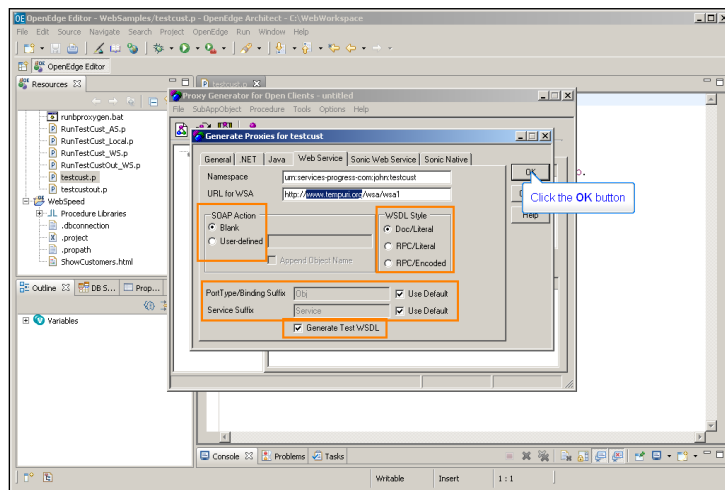 OpenEdge Editor - WebSamples/testcust.p - OpenEdge Architect - C:\WebWorkspace
File Edit Source Navigate Search Project OpenEdge Run Window Help
OpenEdge Editor
Resources
testcust.p
runbproxygen.bat
RunTestCust_AS.p
RunTestCust_Local.p
RunTestCust_WS.p
RunTestCustOut_WS.p
testcust.p
testcustout.p
WebSpeed
Procedure Libraries
.dbconnection
.project
.propath
ShowCustomers.html
Outline DB S... Prop...
Variables
Proxy Generator for Open Clients - untitled
File SubAppObject Procedure Tools Options Help
Generate Proxies for testcust
General .NET Java Web Service Sonic Web Service Sonic Native
Namespace urn:services-progress-com:john:testcust
URL for WSA http://www.tempuri.org/wsa/wsa1
SOAP Action
Blank
User-defined
Append Object Name
WSDL Style
Doc/Literal
RPC/Literal
RPC/Encoded
PortType/Binding Suffix Obj Use Default
Service Suffix Service Use Default
Generate Test WSDL
OK
Help
Click the OK button
Console Problems Tasks
Writable Insert 1 : 1